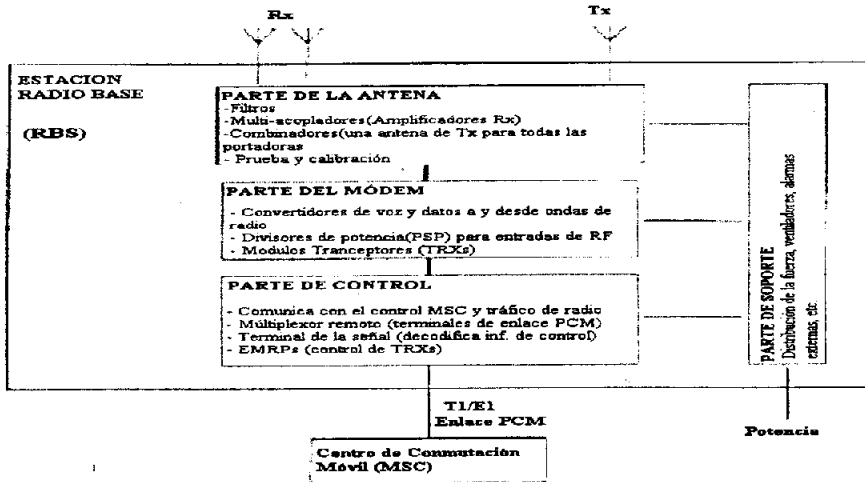 Rx
Tx
ESTACION
RADIO BASE
(RBS)
PARTE DE LA ANTENA
-Filtros
-Multi-acopladores(Amplificadores Rx)
-Combinadores(una antena de Tx para todas las
portadoras
- Prueba y calibración
PARTE DEL MÓDEM
- Convertidores de voz y datos a y desde ondas de
radio
- Divisores de potencia(PSP) para entradas de RF
- Modulos Tranceptores (TRXs)
PARTE DE CONTROL
- Comunica con el control MSC y tráfico de radio
- Múltiplexor remoto (terminales de enlace PCM)
- Terminal de la señal (decodifica inf. de control)
- EMRPs (control de TRXs)
PARTE DE SOPORTE
Distribución de la fuerza, ventiladores, alarmas
externas, etc
T1/E1
Enlace PCM
Potencia
Centro de Conmutación
Móvil (MSC)